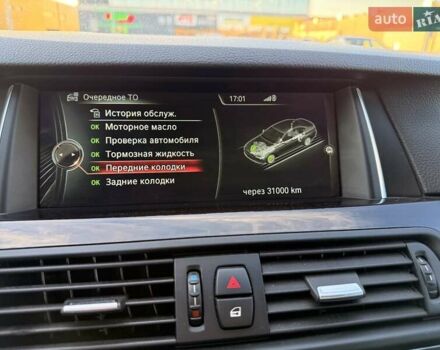 auto RIA
Очередное ТО
17:01
История обслуж.
OK Моторное масло
OK Проверка автомобиля
OK Тормозная жидкость
OK Передние колодки
OK Задние колодки
через 31000 km